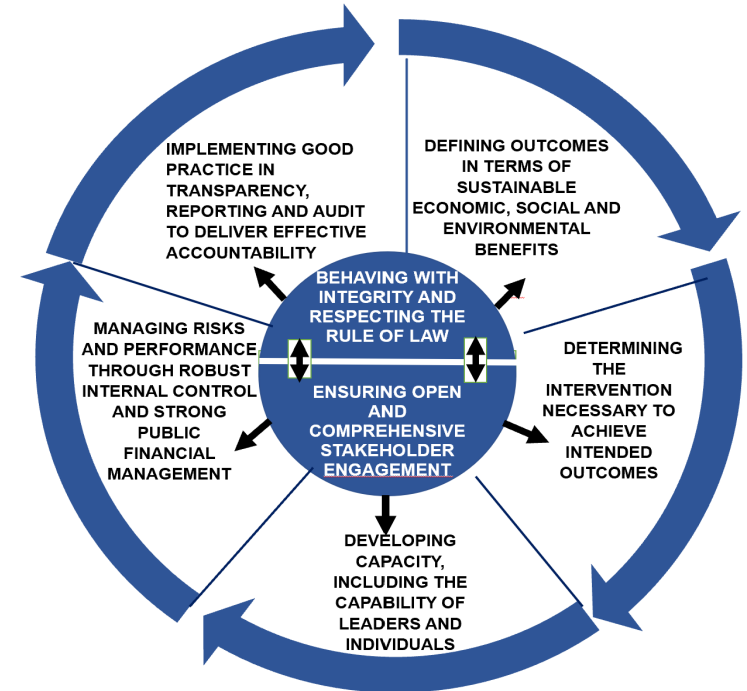 IMPLEMENTING GOOD
PRACTICE IN
TRANSPARENCY,
REPORTING AND AUDIT
TO DELIVER EFFECTIVE
ACCOUNTABILITY
DEFINING OUTCOMES
IN TERMS OF
SUSTAINABLE
ECONOMIC, SOCIAL AND
ENVIRONMENTAL
BENEFITS
BEHAVING WITH
INTEGRITY AND
RESPECTING THE
RULE OF LAW
MANAGING RISKS
AND PERFORMANCE
THROUGH ROBUST
INTERNAL CONTROL
AND STRONG
PUBLIC
FINANCIAL
MANAGEMENT
ENSURING OPEN
AND
COMPREHENSIVE
STAKEHOLDER
ENGAGEMENT
DETERMINING
THE
INTERVENTION
NECESSARY TO
ACHIEVE
INTENDED
OUTCOMES
DEVELOPING
CAPACITY,
INCLUDING THE
CAPABILITY OF
LEADERS AND
INDIVIDUALS